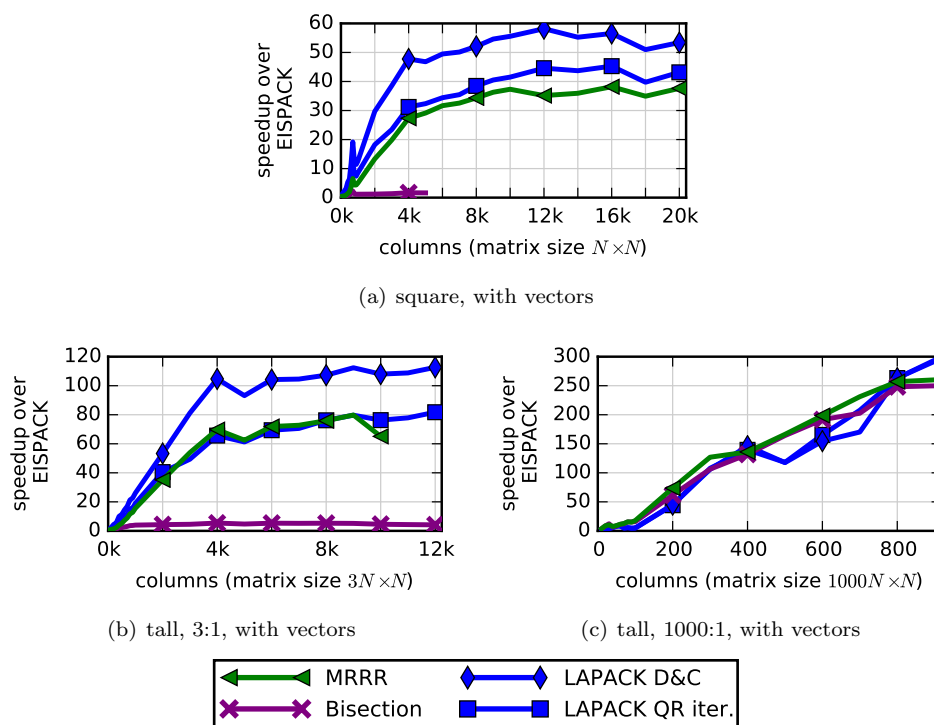 60
50
40
30
20
10
0
speedup over
EISPACK
0k 4k 8k 12k 16k 20k
columns (matrix size N×N)
(a) square, with vectors
120
100
80
60
40
20
0
speedup over
EISPACK
0k 4k 8k 12k
columns (matrix size 3N×N)
(b) tall, 3:1, with vectors
300
250
200
150
100
50
0
speedup over
EISPACK
0 200 400 600 800
columns (matrix size 1000N×N)
(c) tall, 1000:1, with vectors
MRRR
Bisection
LAPACK D&C
LAPACK QR iter.